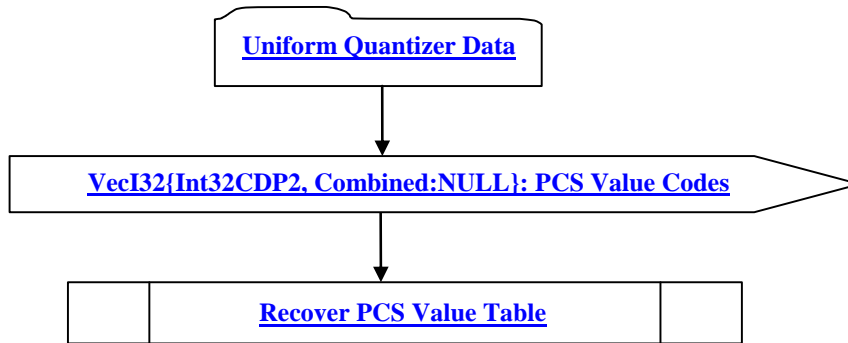 Uniform Quantizer Data
VecI32{Int32CDP2, Combined:NULL}: PCS Value Codes
Recover PCS Value Table